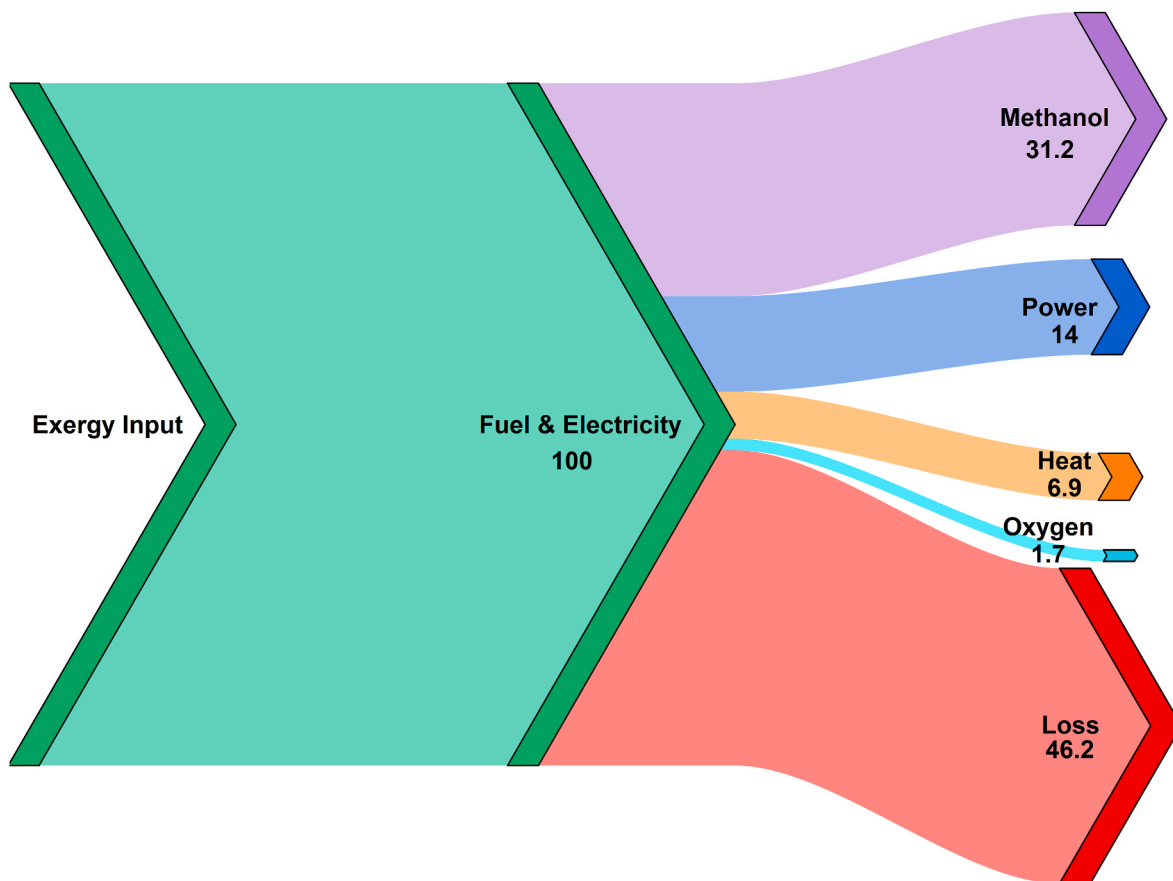 Exergy Input
Fuel & Electricity
100
Methanol
31.2
Power
14
Heat
6.9
Oxygen
1.7
Loss
46.2